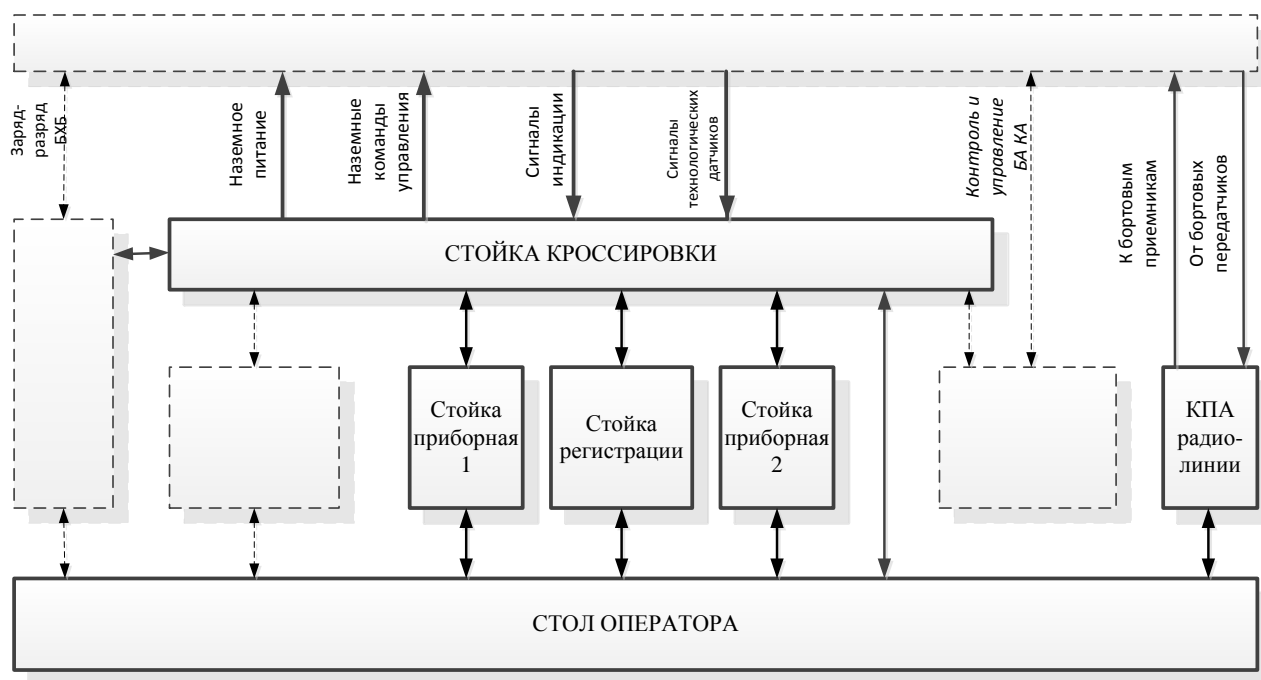 Заряд-
разряд
БХБ
Наземное
питание
Наземные
команды
управления
Сигналы
индикации
Сигналы
технологических
датчиков
Контроль и
управление
БА КА
К бортовым
приемникам
От бортовых
передатчиков
СТОЙКА КРОССИРОВКИ
Стойка
приборная
1
Стойка
регистрации
Стойка
приборная
2
КПА
радио-
линии
СТОЛ ОПЕРАТОРА